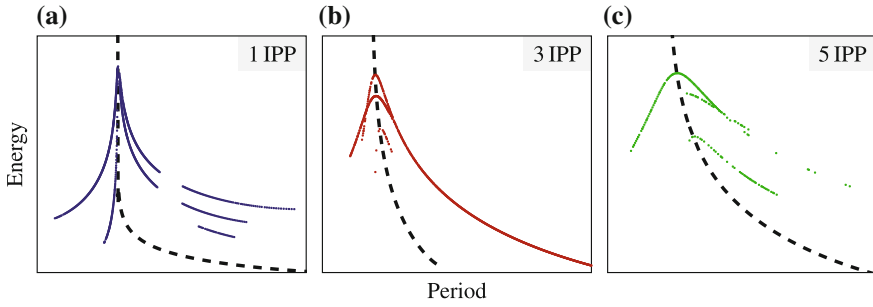 (a)
1 IPP
(b)
3 IPP
(c)
5 IPP
Energy
Period